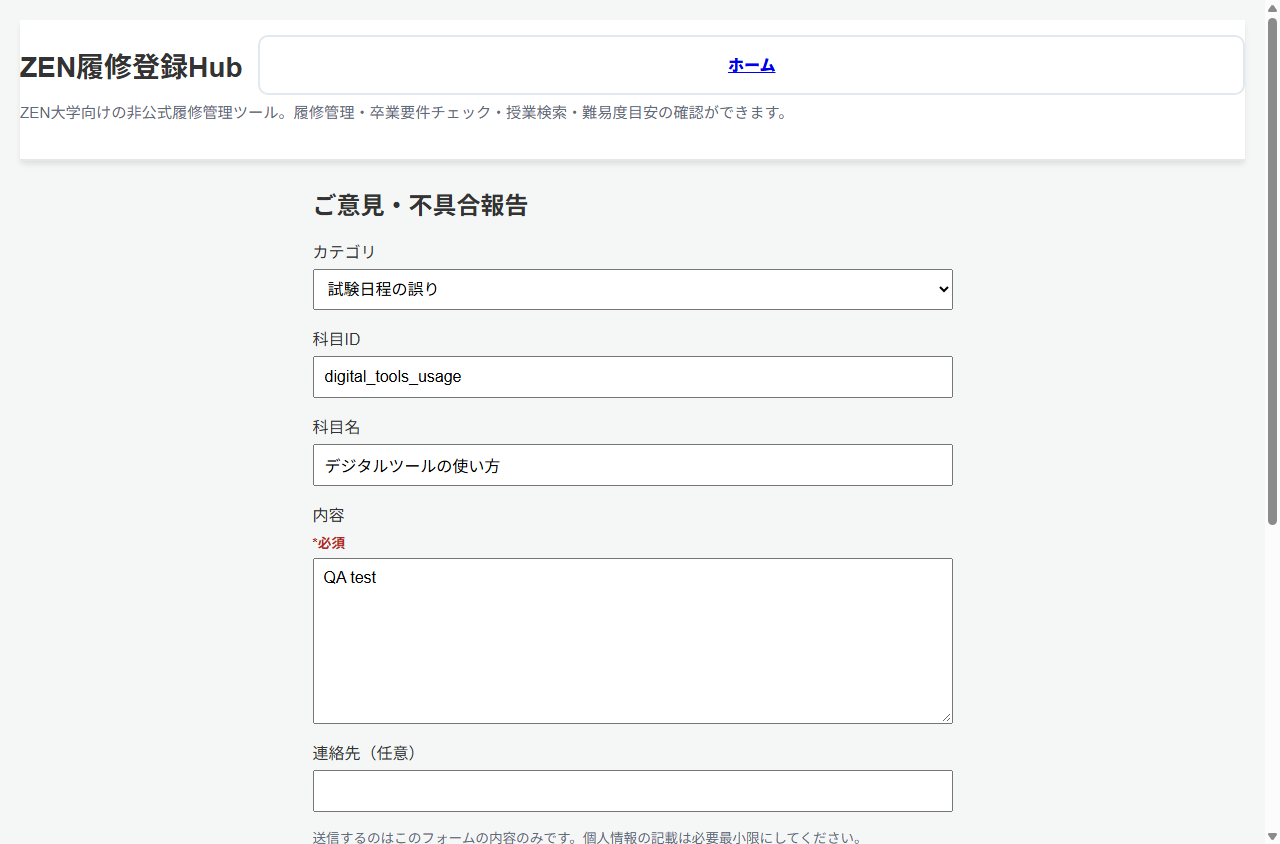 ZEN履修登録Hub
ホーム
ZEN大学向けの非公式履修管理ツール。履修管理・卒業要件チェック・授業検索・難易度目安の確認ができます。
ご意見・不具合報告
カテゴリ
試験日程の誤り
科目ID
digital_tools_usage
科目名
デジタルツールの使い方
内容
*必須
QA test
連絡先（任意）
送信するのはこのフォームの内容のみです。個人情報の記載は必要最小限にしてください。